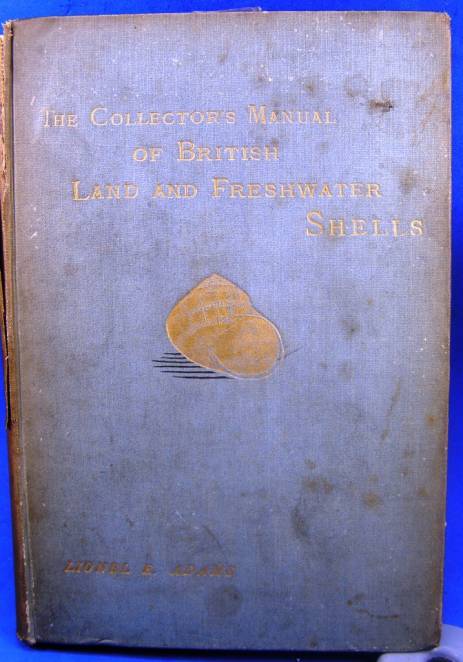 The Collector's Manual
of British
Land and Freshwater
Shells
Lionel E. Adams